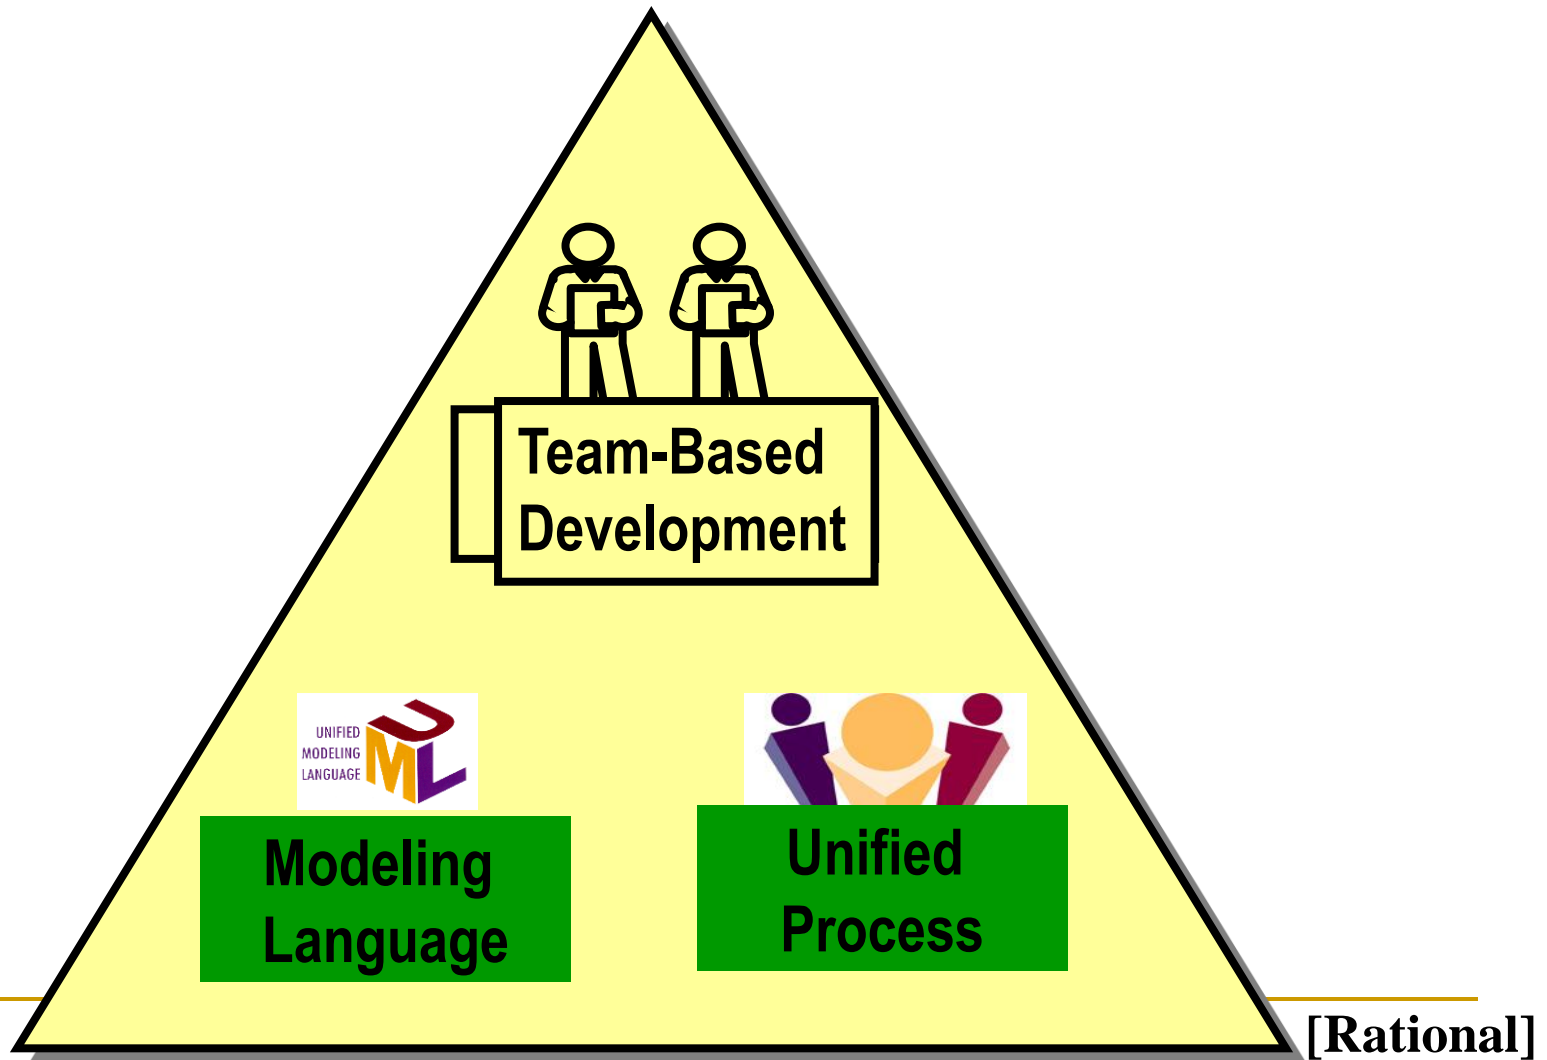 Team-Based
Development
UNIFIED
MODELING
LANGUAGE
UML
Modeling
Language
Unified
Process
[Rational]